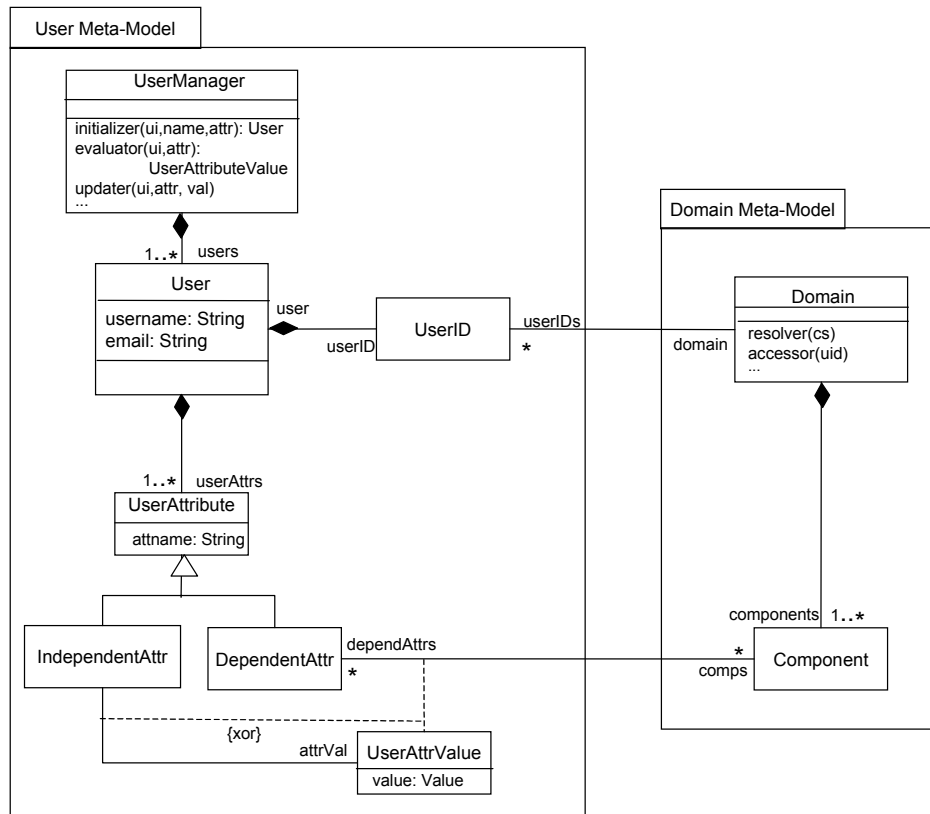 User Meta-Model
UserManager
initializer(ui,name,attr): User
evaluator(ui,attr):
UserAttributeValue
updater(ui,attr, val)
...
1..*
users
User
username: String
email: String
user
userID
UserID
userIDs
*
domain
Domain Meta-Model
Domain
resolver(cs)
accessor(uid)
...
1..*
userAttrs
UserAttribute
attname: String
IndependentAttr
DependentAttr
dependAttrs
*
components
1..*
*
comps
Component
{xor}
attrVal
UserAttrValue
value: Value